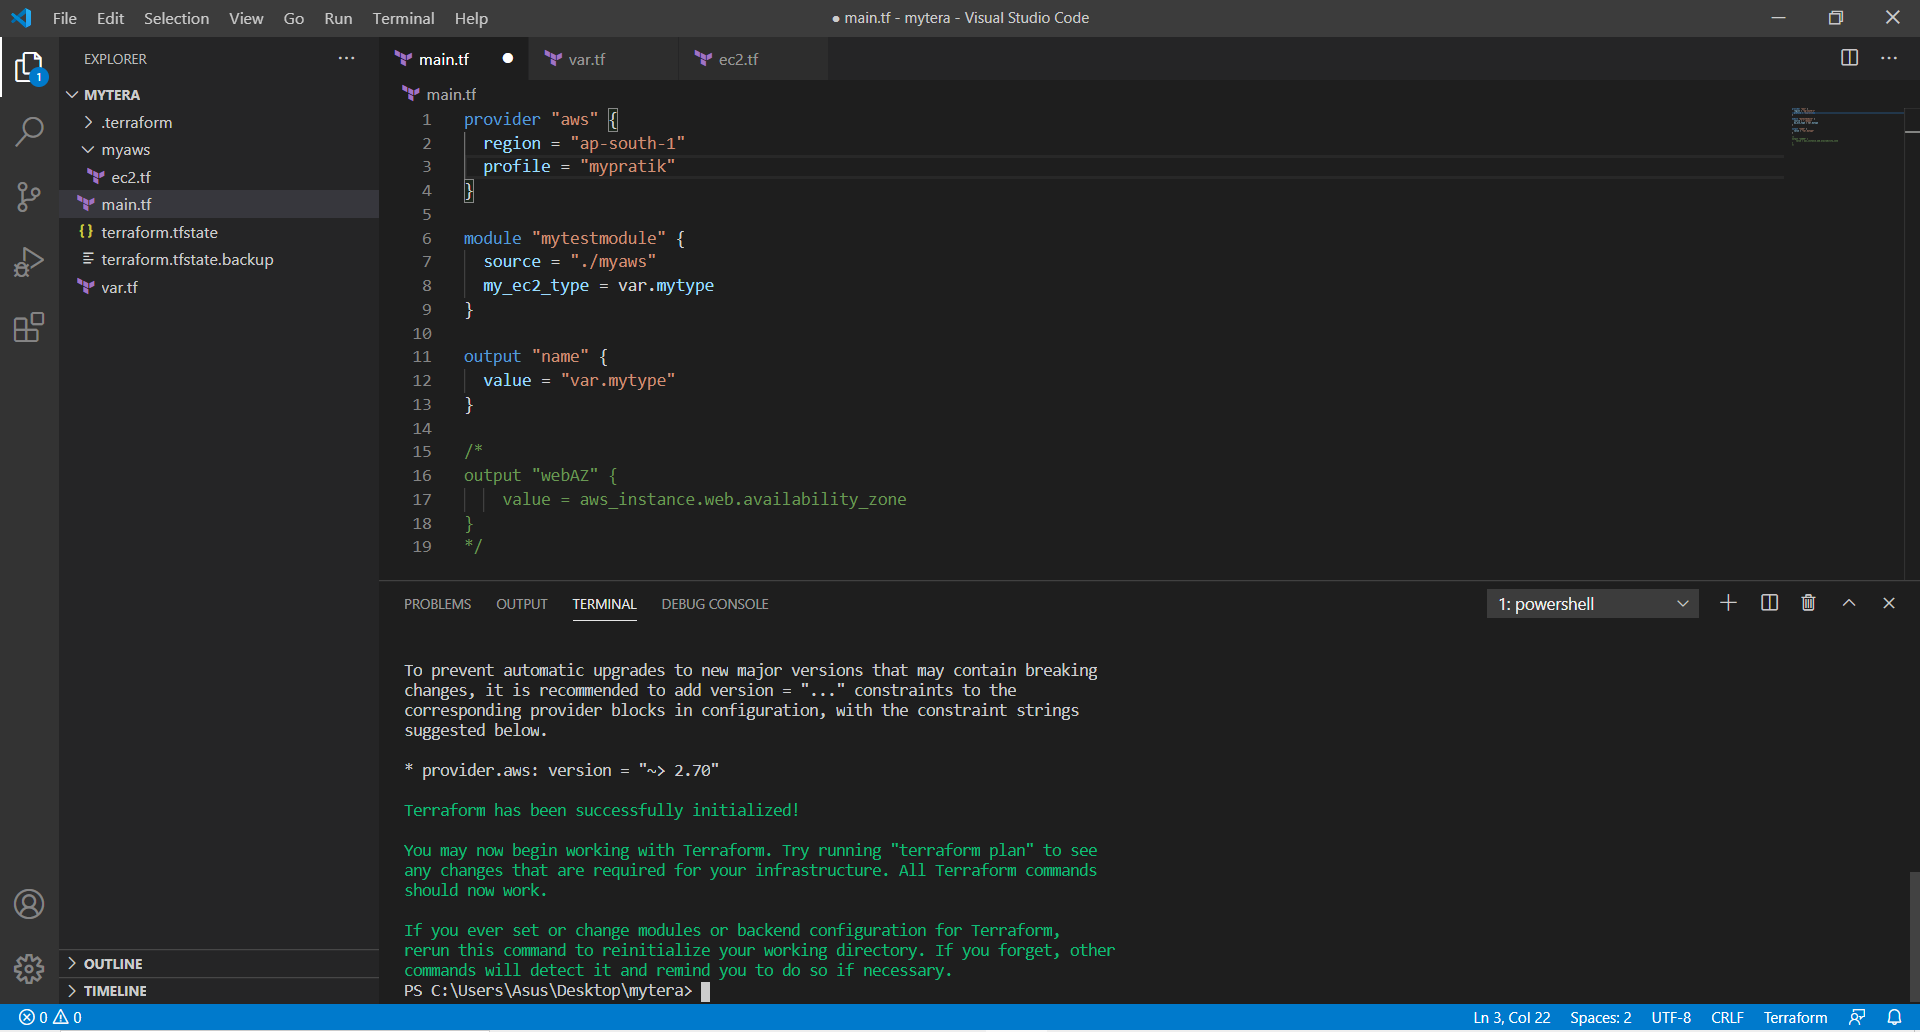 File Edit Selection View Go Run Terminal Help
● main.tf - mytera - Visual Studio Code
1
EXPLORER
MYTERA
.terraform
myaws
ec2.tf
main.tf
{} terraform.tfstate
terraform.tfstate.backup
var.tf
OUTLINE
TIMELINE
main.tf
var.tf
ec2.tf
main.tf
1 provider "aws" {
2 region = "ap-south-1"
3 profile = "mypratik"
4 }
5
6 module "mytestmodule" {
7 source = "./myaws"
8 my_ec2_type = var.mytype
9 }
10
11 output "name" {
12 value = "var.mytype"
13 }
14
15 /*
16 output "webAZ" {
17 value = aws_instance.web.availability_zone
18 }
19 */
PROBLEMS OUTPUT TERMINAL DEBUG CONSOLE
1: powershell
To prevent automatic upgrades to new major versions that may contain breaking
changes, it is recommended to add version = "..." constraints to the
corresponding provider blocks in configuration, with the constraint strings
suggested below.
* provider.aws: version = "~> 2.70"
Terraform has been successfully initialized!
You may now begin working with Terraform. Try running "terraform plan" to see
any changes that are required for your infrastructure. All Terraform commands
should now work.
If you ever set or change modules or backend configuration for Terraform,
rerun this command to reinitialize your working directory. If you forget, other
commands will detect it and remind you to do so if necessary.
PS C:\Users\Asus\Desktop\mytera>
0 0
Ln 3, Col 22 Spaces: 2 UTF-8 CRLF Terraform